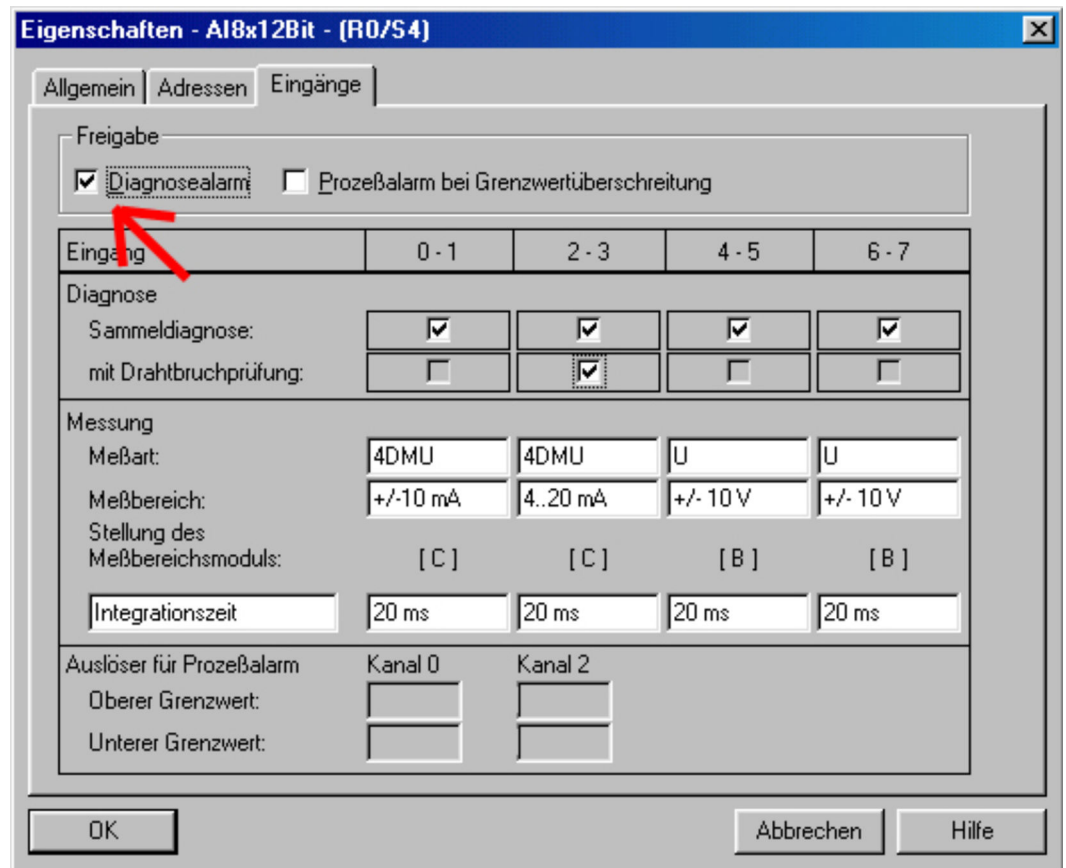 Eigenschaften - AI8x12Bit - (R0/S4)
Allgemein Adressen Eingänge
Freigabe
Diagnosealarm Prozeßalarm bei Grenzwertüberschreitung
Eingang 0 - 1 2 - 3 4 - 5 6 - 7
Diagnose
Sammeldiagnose:
mit Drahtbruchprüfung:
Messung
Meßart: 4DMU 4DMU U U
Meßbereich: +/-10 mA 4..20 mA +/- 10 V +/- 10 V
Stellung des
Meßbereichsmoduls: [ C ] [ C ] [ B ] [ B ]
Integrationszeit 20 ms 20 ms 20 ms 20 ms
Auslöser für Prozeßalarm Kanal 0 Kanal 2
Oberer Grenzwert:
Unterer Grenzwert:
OK Abbrechen Hilfe